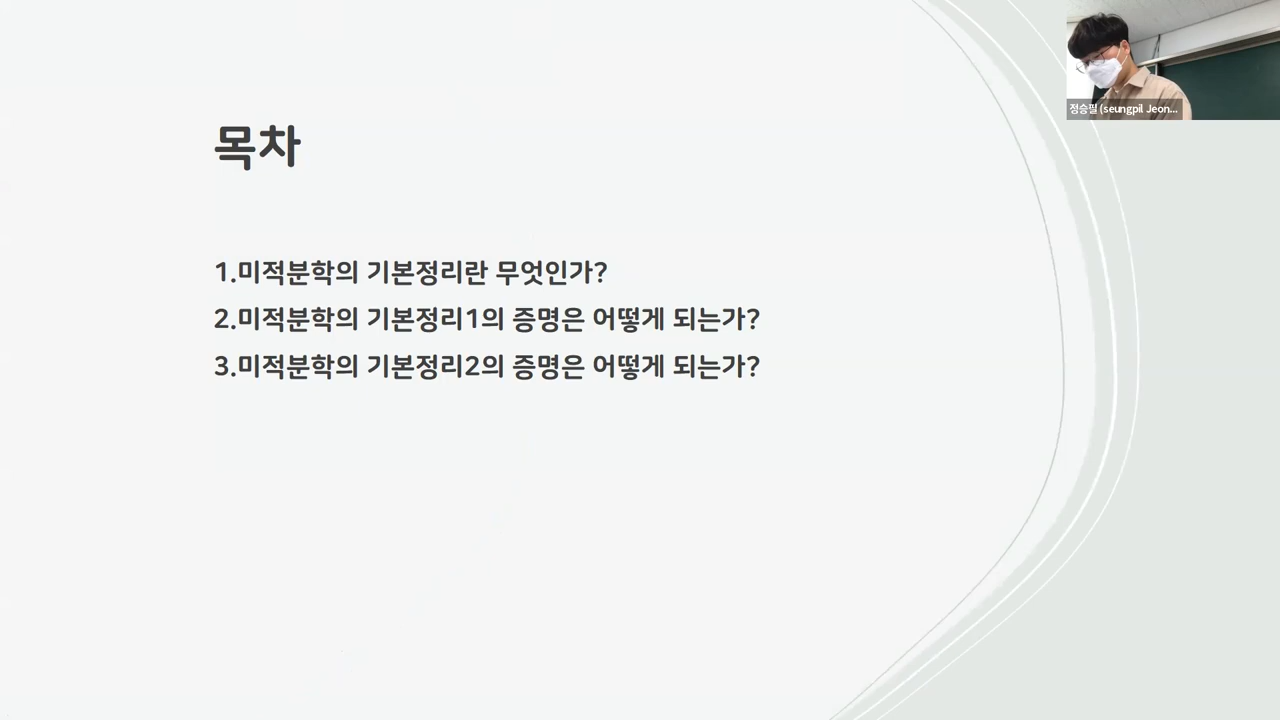 목차
1.미적분학의 기본정리란 무엇인가?
2.미적분학의 기본정리1의 증명은 어떻게 되는가?
3.미적분학의 기본정리2의 증명은 어떻게 되는가?
정승필 (seungpil Jeon...